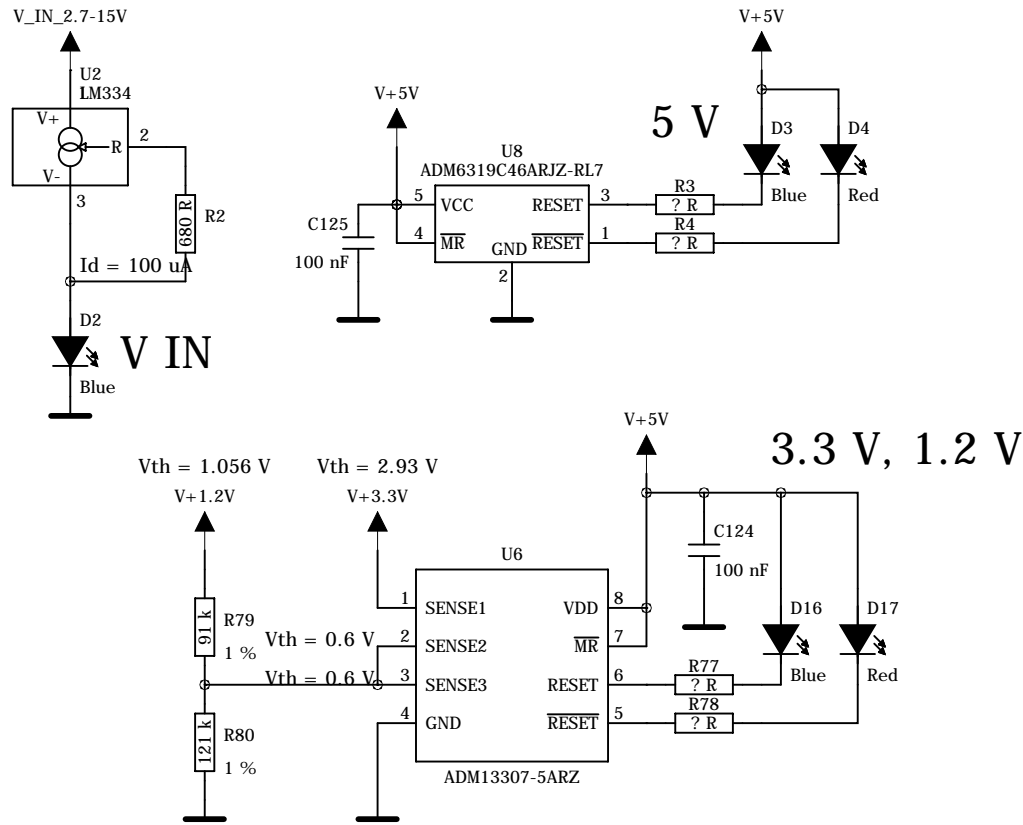 V_IN_2.7-15V
U2
LM334
V+
2
R
V-
3
680 R
R2
Id = 100 uA
D2
V IN
Blue
V+5V
V+5V
5 V
D3
D4
U8
ADM6319C46ARJZ-RL7
Blue
Red
C125
100 nF
5
VCC
RESET
3
R3
? R
4
MR
GND
RESET
1
R4
? R
2
V+5V
3.3 V, 1.2 V
Vth = 1.056 V
Vth = 2.93 V
V+1.2V
V+3.3V
C124
100 nF
U6
D16
D17
1
SENSE1
VDD
8
91 k
R79
1 %
Vth = 0.6 V
2
SENSE2
MR
7
Blue
Red
Vth = 0.6 V
3
SENSE3
RESET
6
R77
? R
4
GND
RESET
5
R78
? R
121 k
R80
1 %
ADM13307-5ARZ